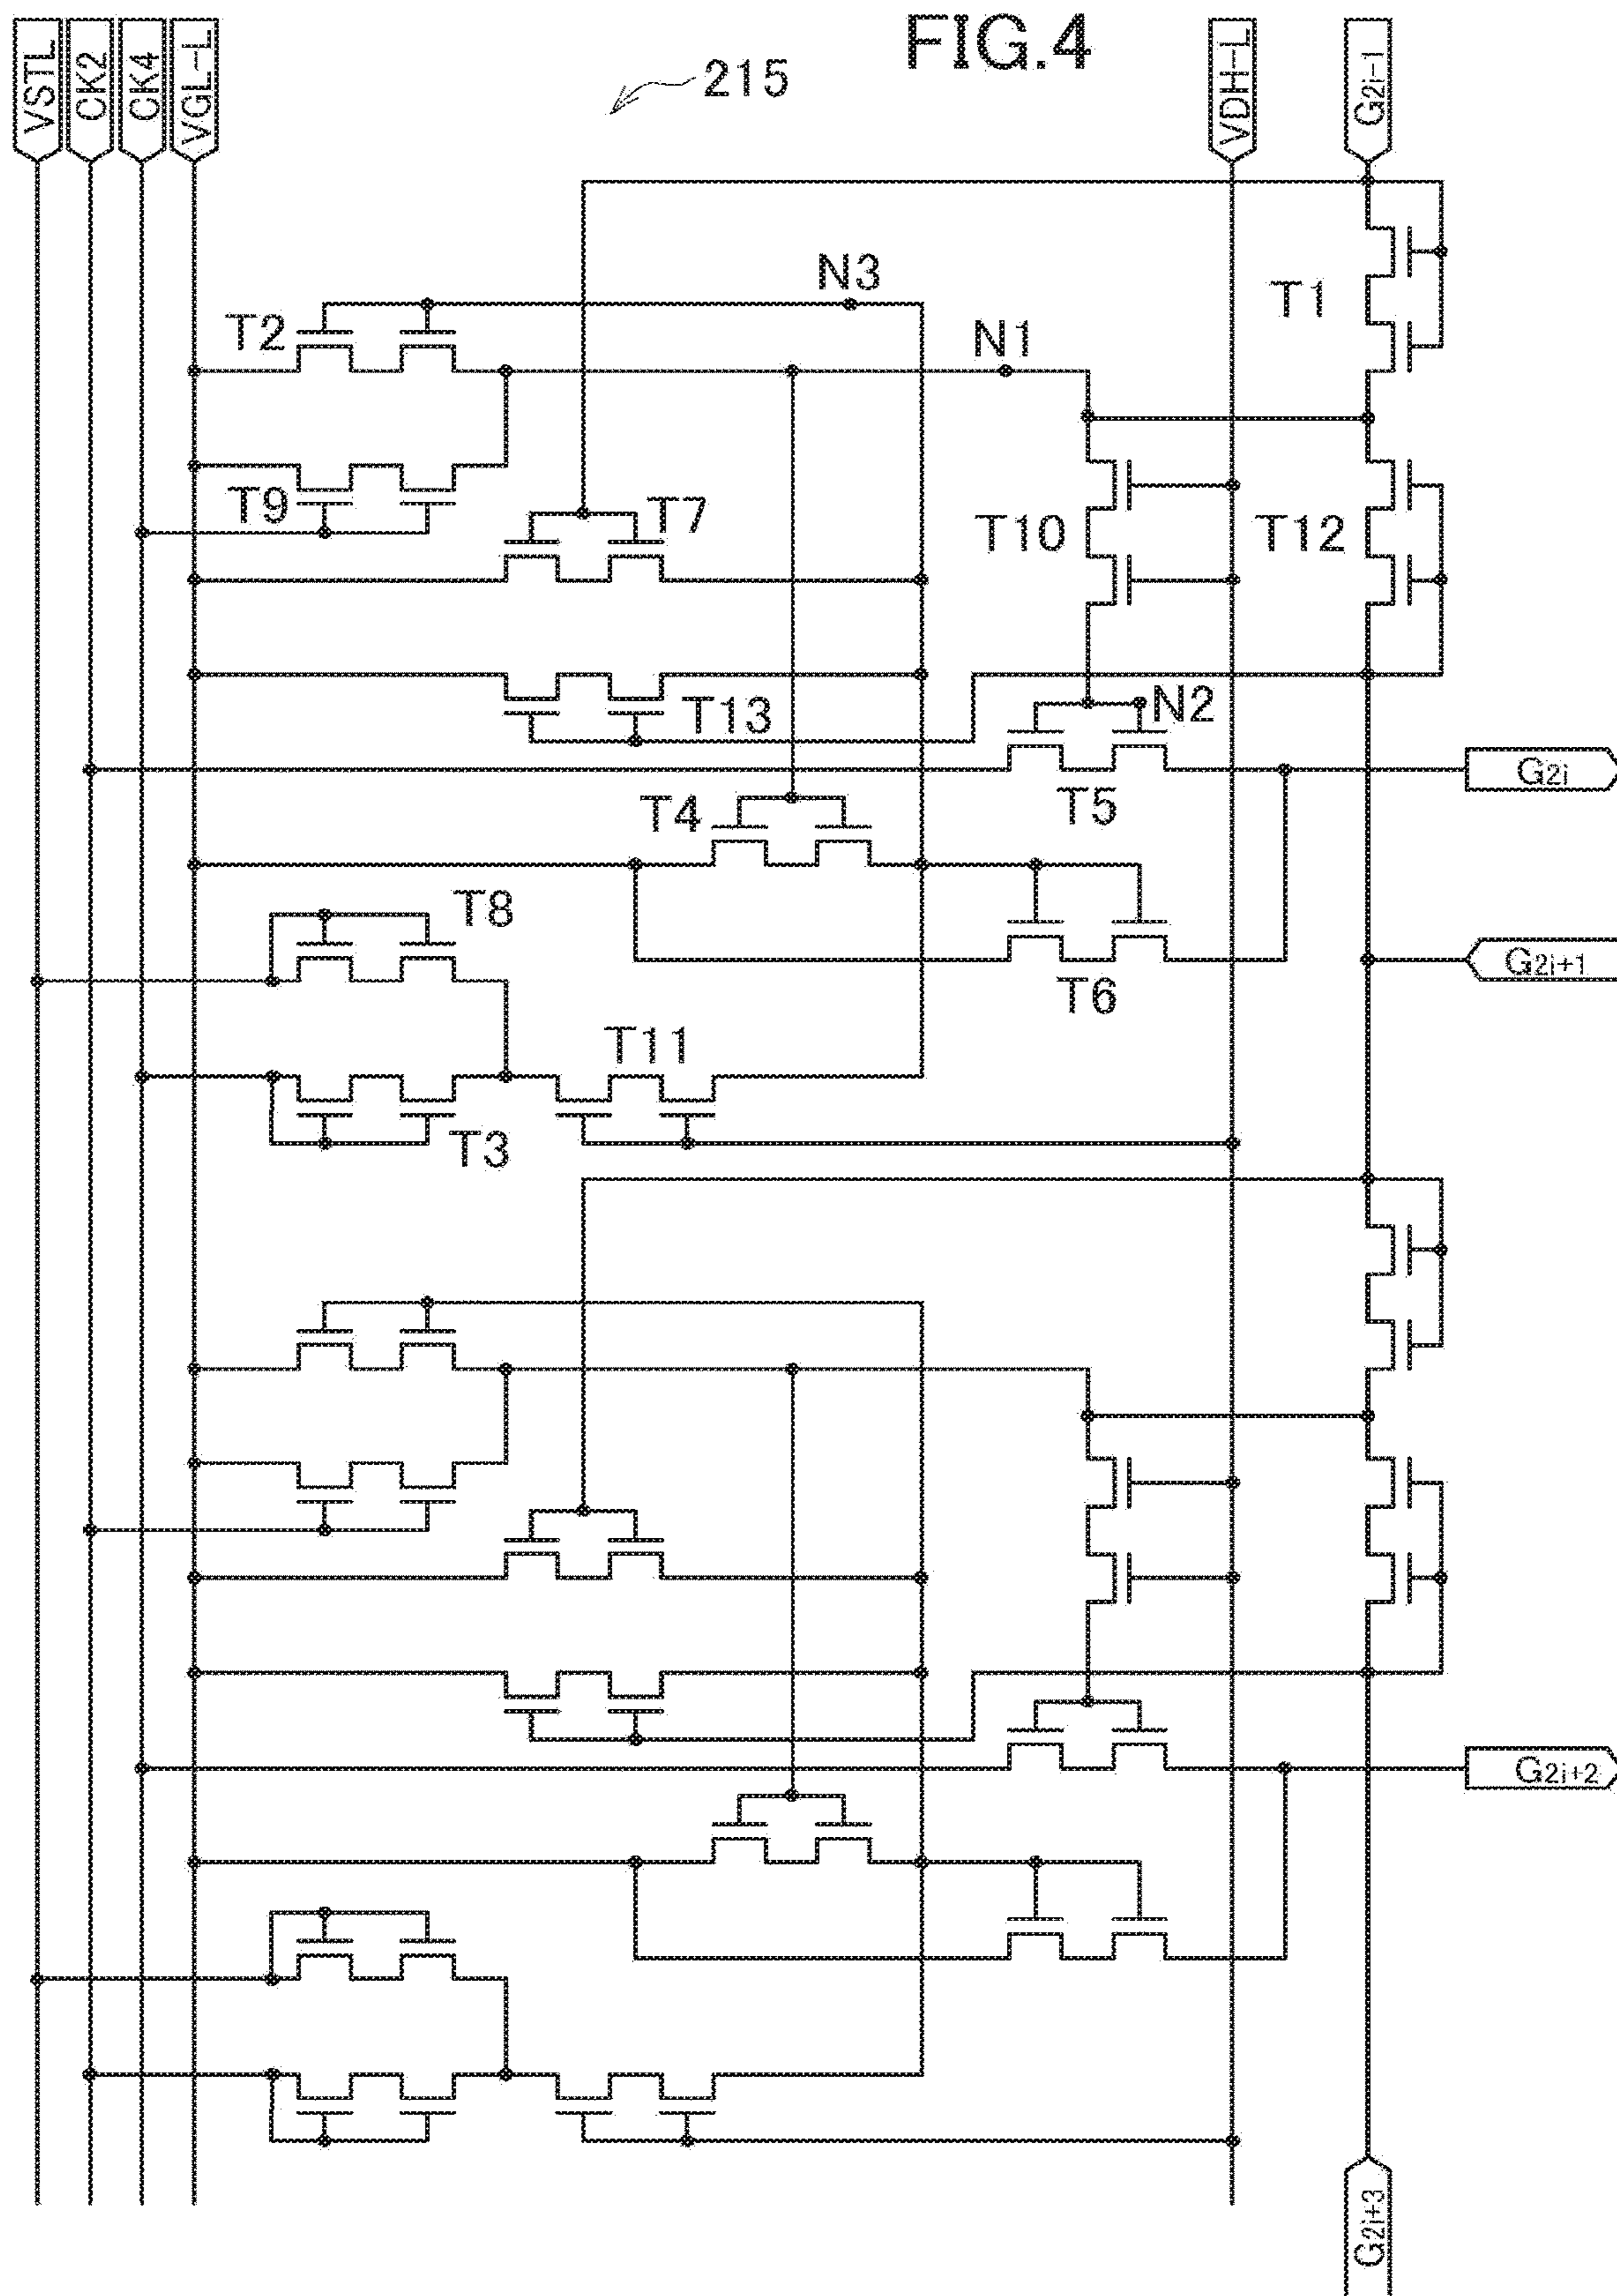 FIG.4
215
VSTL
CK2
CK4
VGL-L
VDH-L
G2i-1
N3
T1
T2
N1
T9
T7
T10
T12
T13
N2
G2i
T4
T5
T8
G2i+1
T6
T11
T3
G2i+2
G2i+3